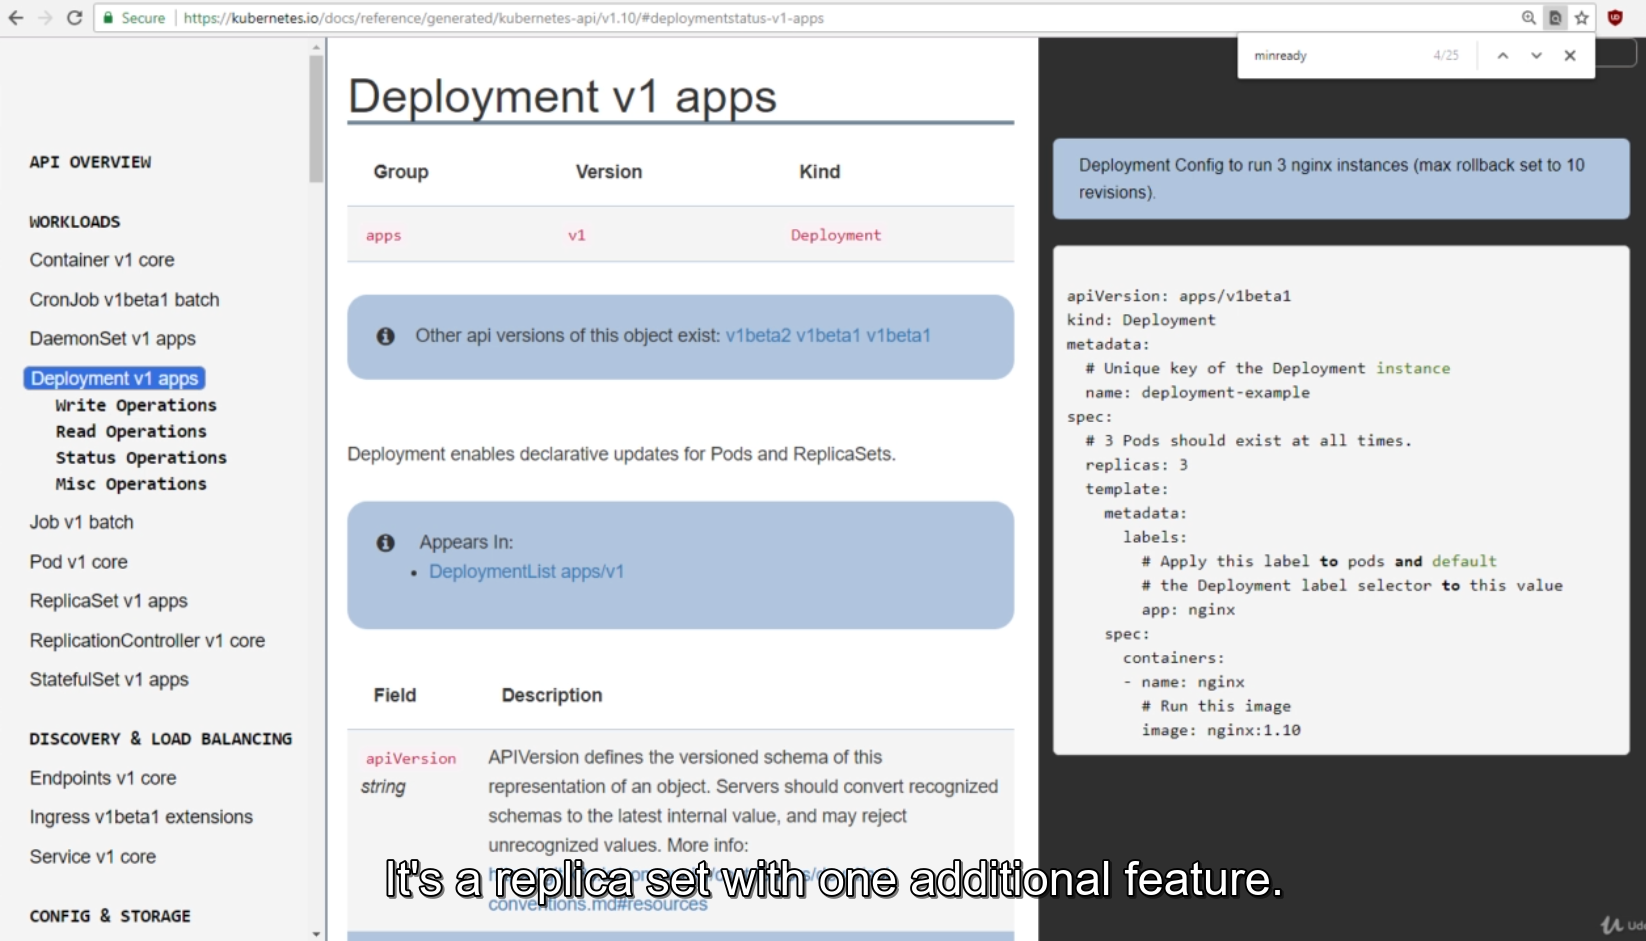 Secure https://kubernetes.io/docs/reference/generated/kubernetes-api/v1.10/#deploymentstatus-v1-apps
minready 4/25
API OVERVIEW
WORKLOADS
Container v1 core
CronJob v1beta1 batch
DaemonSet v1 apps
Deployment v1 apps
Write Operations
Read Operations
Status Operations
Misc Operations
Job v1 batch
Pod v1 core
ReplicaSet v1 apps
ReplicationController v1 core
StatefulSet v1 apps
DISCOVERY & LOAD BALANCING
Endpoints v1 core
Ingress v1beta1 extensions
Service v1 core
CONFIG & STORAGE
Deployment v1 apps
Group Version Kind
apps v1 Deployment
Other api versions of this object exist: v1beta2 v1beta1 v1beta1
Deployment enables declarative updates for Pods and ReplicaSets.
Appears In:
• DeploymentList apps/v1
Field Description
apiVersion APIVersion defines the versioned schema of this
string representation of an object. Servers should convert recognized
schemas to the latest internal value, and may reject
unrecognized values. More info:
conventions.md#resources
Deployment Config to run 3 nginx instances (max rollback set to 10
revisions).
apiVersion: apps/v1beta1
kind: Deployment
metadata:
# Unique key of the Deployment instance
name: deployment-example
spec:
# 3 Pods should exist at all times.
replicas: 3
template:
metadata:
labels:
# Apply this label to pods and default
# the Deployment label selector to this value
app: nginx
spec:
containers:
- name: nginx
# Run this image
image: nginx:1.10
It's a replica set with one additional feature.